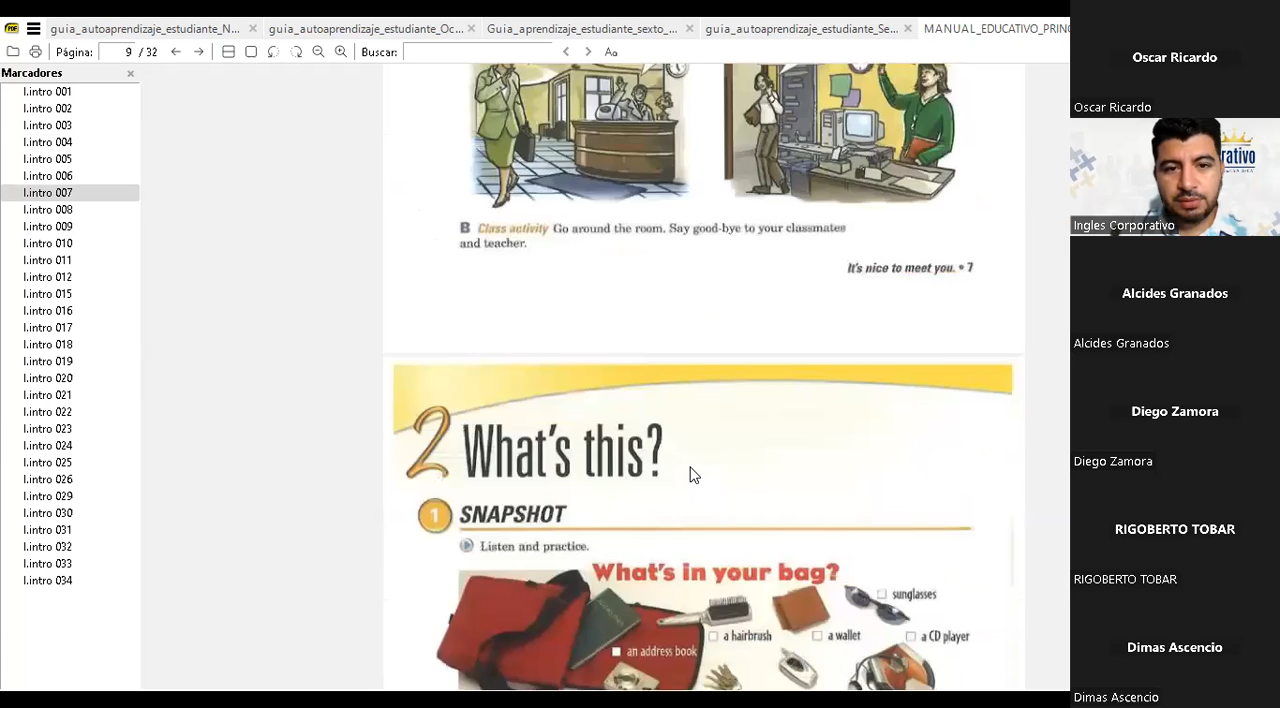 guia_autoaprendizaje_estudiante_N...
guia_autoaprendizaje_estudiante_Oc...
Guia_aprendizaje_estudiante_sexto_...
guia_autoaprendizaje_estudiante_Se...
MANUAL_EDUCATIVO_PRINC
Página: 9 / 32
Buscar:
Aa
Marcadores
I.intro 001
I.intro 002
I.intro 003
I.intro 004
I.intro 005
I.intro 006
I.intro 007
I.intro 008
I.intro 009
I.intro 010
I.intro 011
I.intro 012
I.intro 015
I.intro 016
I.intro 017
I.intro 018
I.intro 019
I.intro 020
I.intro 021
I.intro 022
I.intro 023
I.intro 024
I.intro 025
I.intro 026
I.intro 029
I.intro 030
I.intro 031
I.intro 032
I.intro 033
I.intro 034
B Class activity Go around the room. Say good-bye to your classmates
and teacher.
It's nice to meet you. • 7
2 What's this?
1 SNAPSHOT
Listen and practice.
What's in your bag?
sunglasses
a hairbrush
a wallet
a CD player
an address book
Oscar Ricardo
Oscar Ricardo
Ingles Corporativo
Alcides Granados
Alcides Granados
Diego Zamora
Diego Zamora
RIGOBERTO TOBAR
RIGOBERTO TOBAR
Dimas Ascencio
Dimas Ascencio